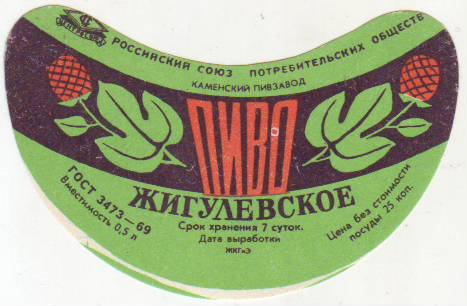 РОССИЙСКИЙ СОЮЗ ПОТРЕБИТЕЛЬСКИХ ОБЩЕСТВ
КАМЕНСКИЙ ПИВЗАВОД
ПИВО
ЖИГУЛЕВСКОЕ
ГОСТ 3473—69
Вместимость 0,5 л
Срок хранения 7 суток.
Дата выработки
ЖКГиЭ
Цена без стоимости
посуды 25 коп.